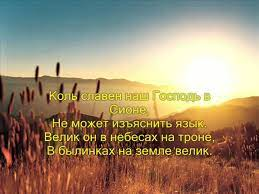 Коль славен наш Господь в
Сионе,
Не может изъяснить язык.
Велик он в небесах на троне,
В былинках на земле велик.